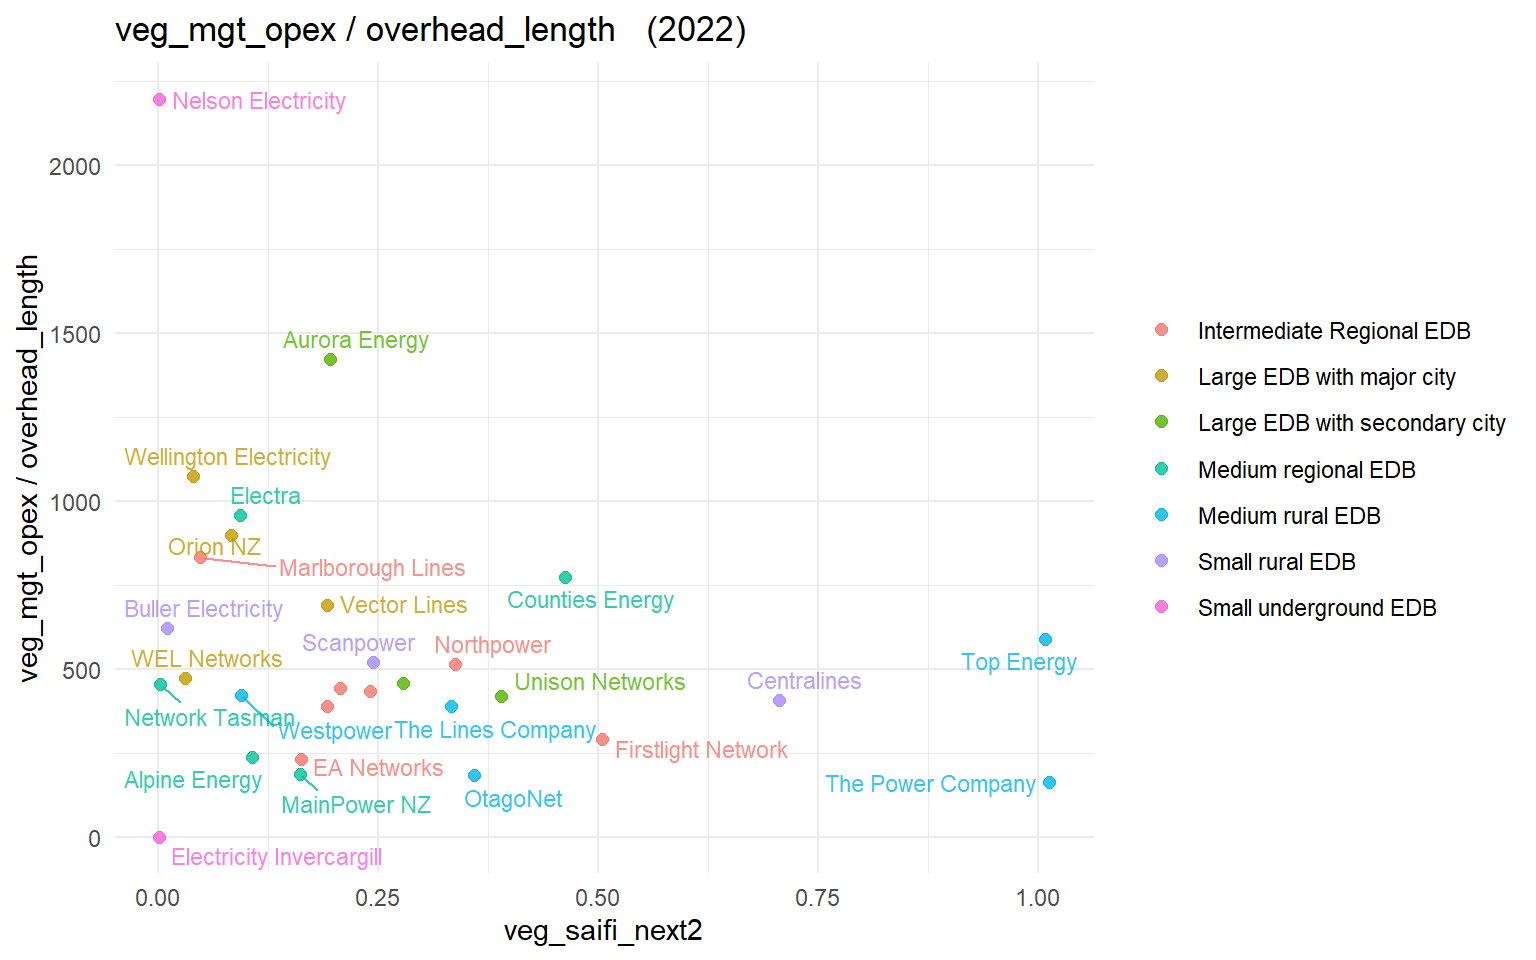 veg_mgt_opex / overhead_length (2022)
veg_mgt_opex / overhead_length
2000
1500
1000
500
0
Nelson Electricity
Aurora Energy
Wellington Electricity
Electra
Orion NZ
Marlborough Lines
Counties Energy
Vector Lines
Buller Electricity
Scanpower
Northpower
WEL Networks
Top Energy
Unison Networks
Centralines
Network Tasman
Westpower
The Lines Company
Firstlight Network
EA Networks
Alpine Energy
The Power Company
MainPower NZ
OtagoNet
Electricity Invercargill
0.00
0.25
0.50
0.75
1.00
veg_saifi_next2
Intermediate Regional EDB
Large EDB with major city
Large EDB with secondary city
Medium regional EDB
Medium rural EDB
Small rural EDB
Small underground EDB